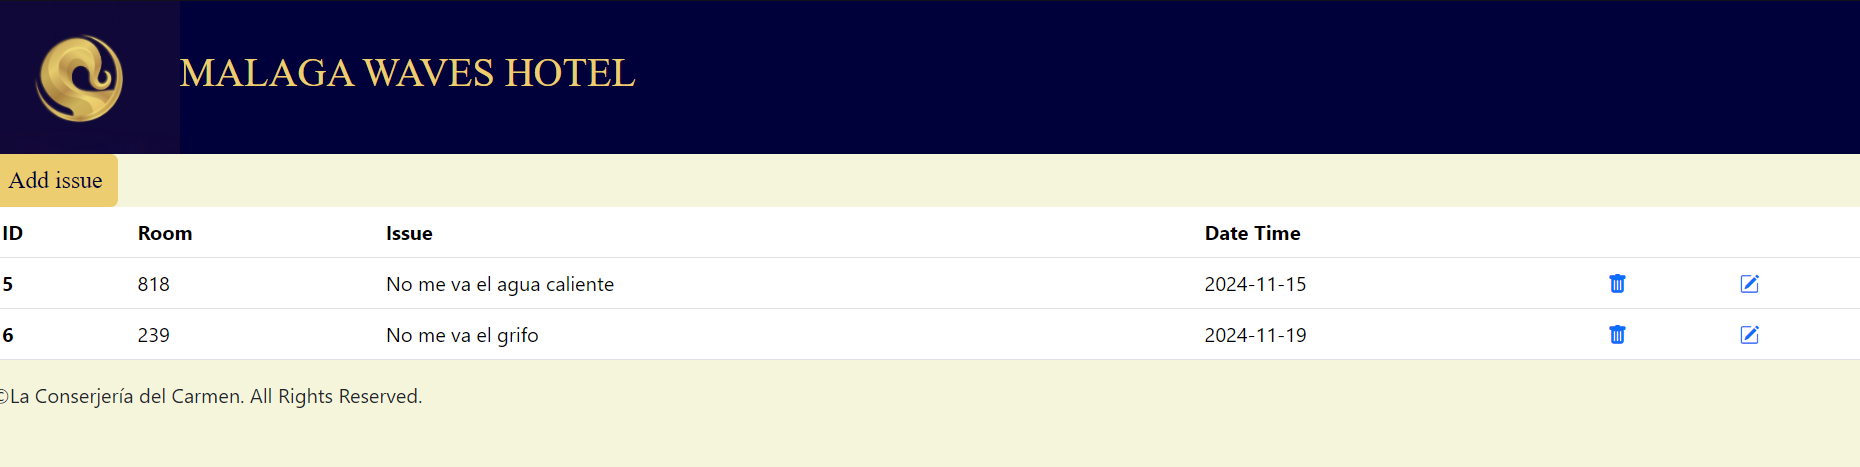 MALAGA WAVES HOTEL
Add issue
ID Room Issue Date Time
5 818 No me va el agua caliente 2024-11-15
6 239 No me va el grifo 2024-11-19
©La Conserjería del Carmen. All Rights Reserved.